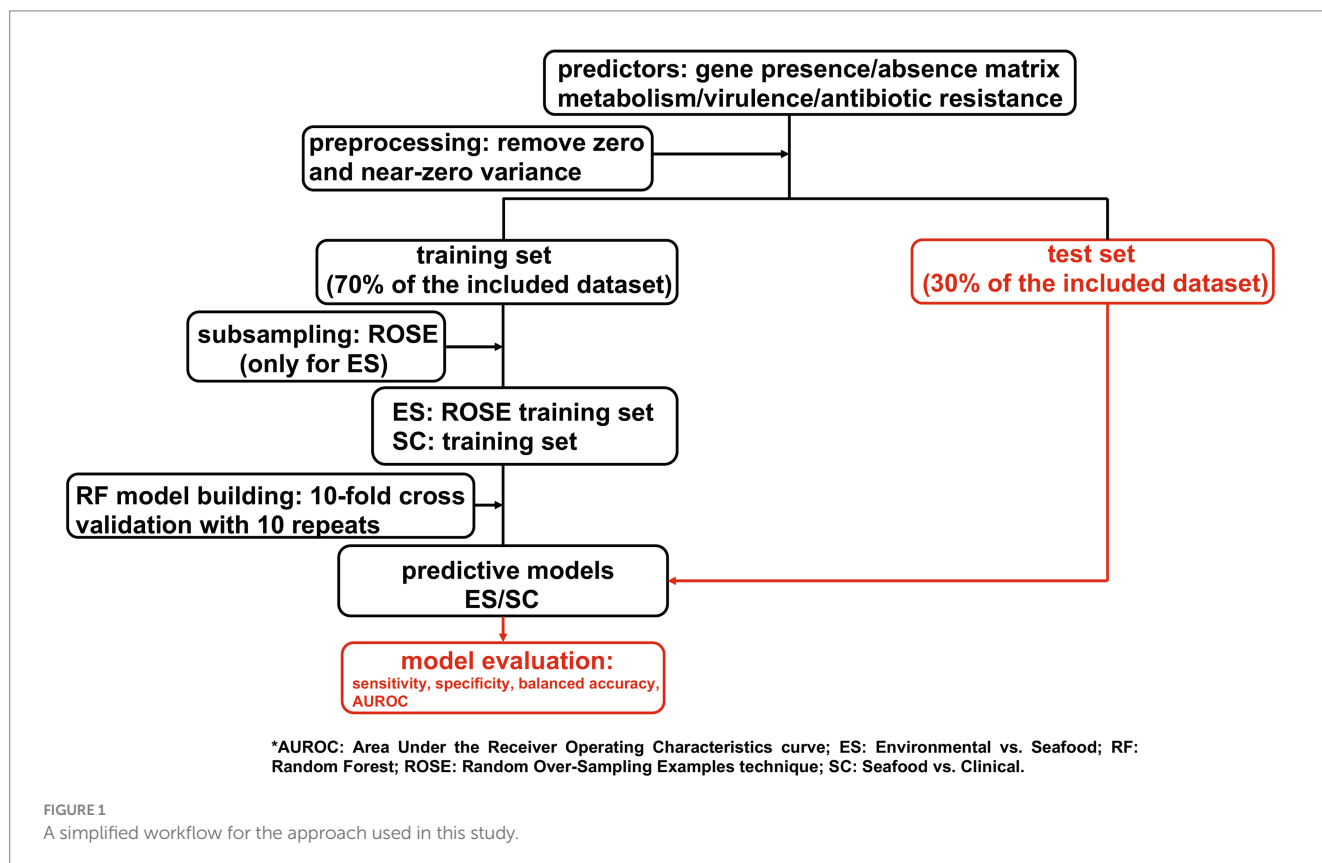 predictors: gene presence/absence matrix
metabolism/virulence/antibiotic resistance
preprocessing: remove zero
and near-zero variance
training set
(70% of the included dataset)
test set
(30% of the included dataset)
subsampling: ROSE
(only for ES)
ES: ROSE training set
SC: training set
RF model building: 10-fold cross
validation with 10 repeats
predictive models
ES/SC
model evaluation:
sensitivity, specificity, balanced accuracy,
AUROC
*AUROC: Area Under the Receiver Operating Characteristics curve; ES: Environmental vs. Seafood; RF:
Random Forest; ROSE: Random Over-Sampling Examples technique; SC: Seafood vs. Clinical.
FIGURE 1
A simplified workflow for the approach used in this study.